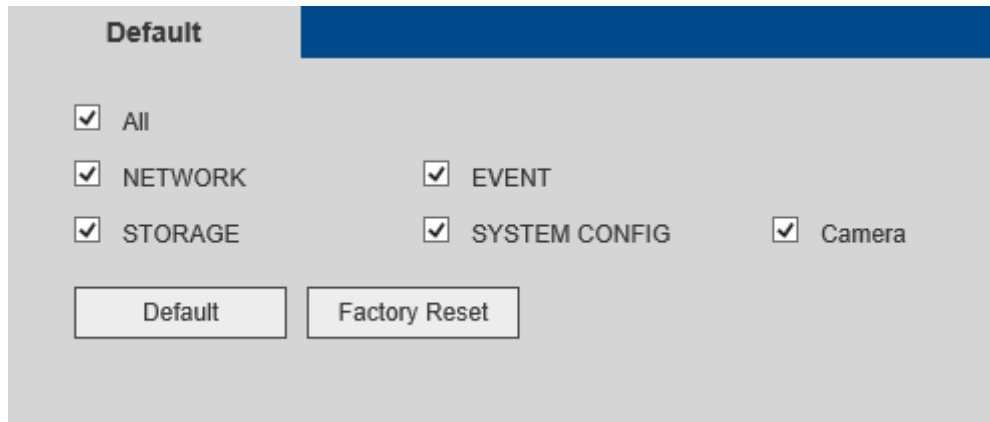 Default
All
NETWORK EVENT
STORAGE SYSTEM CONFIG Camera
Default Factory Reset